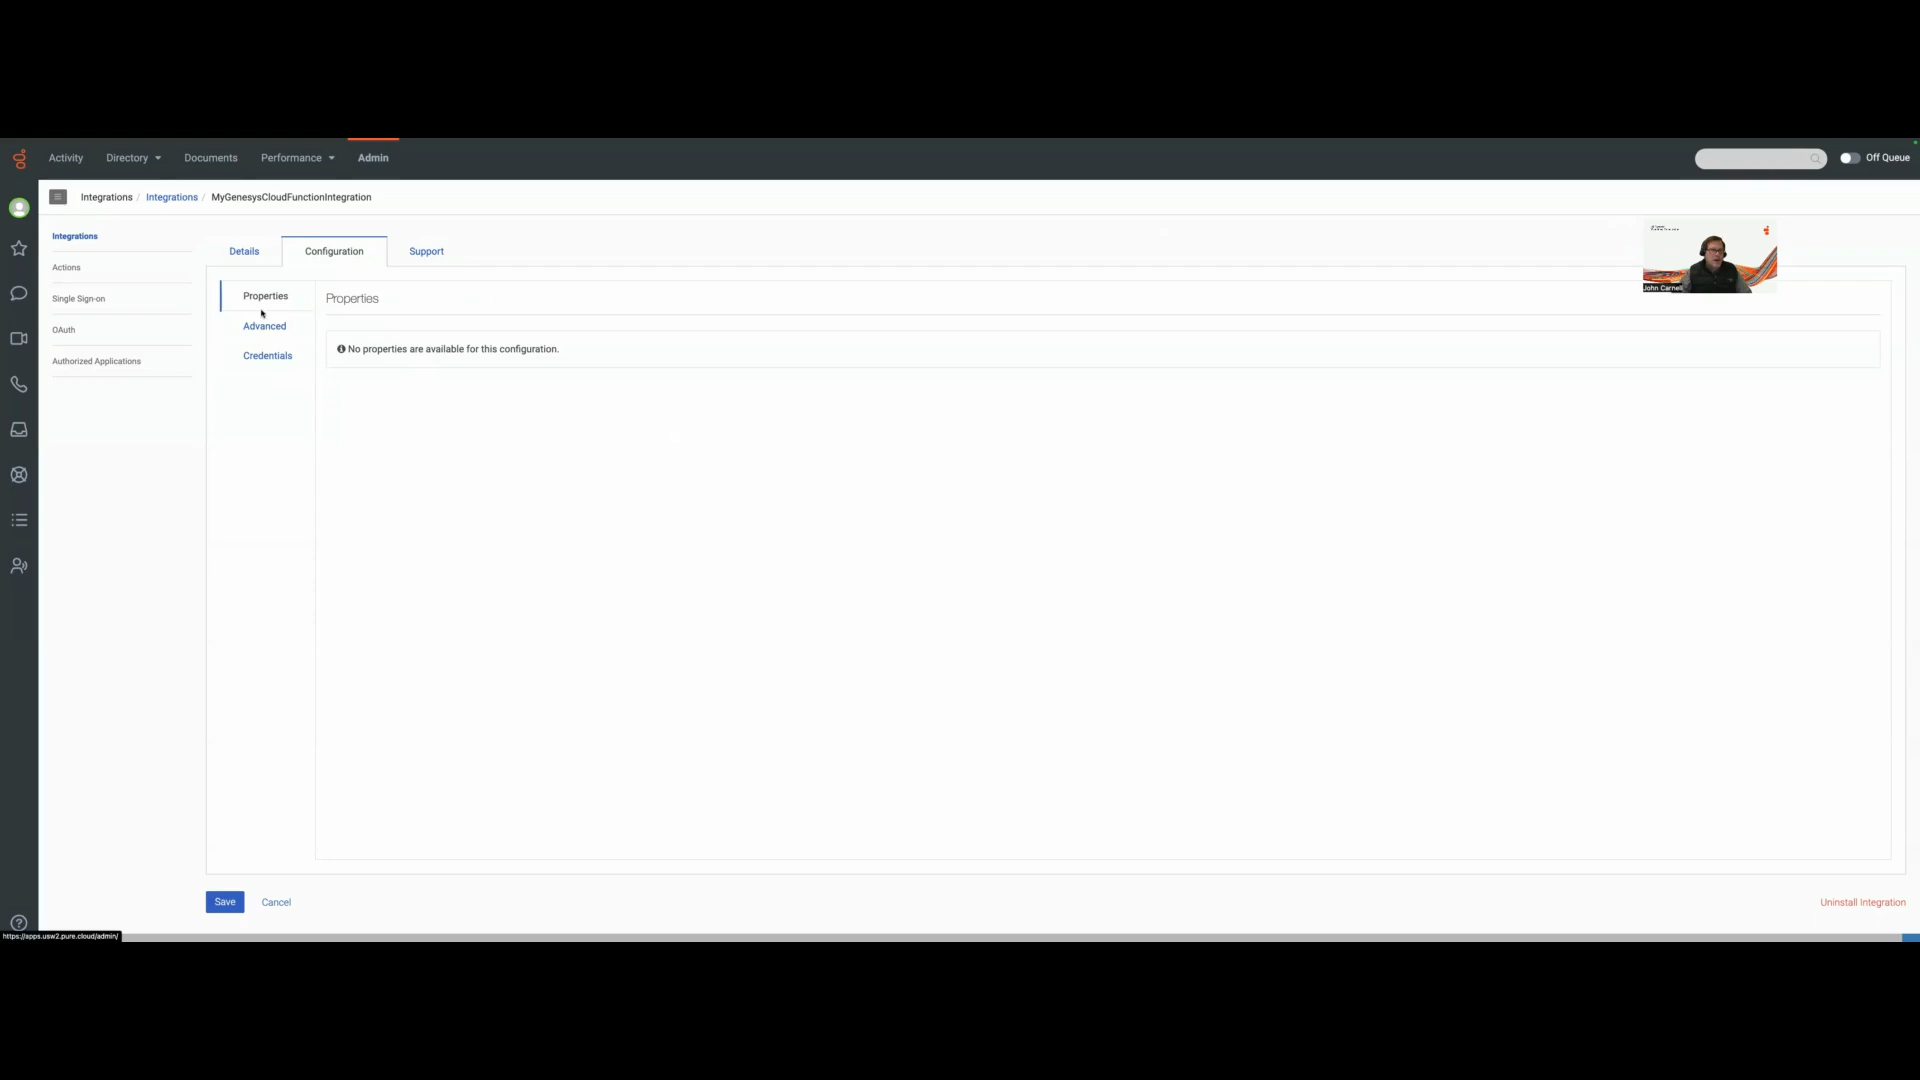 Activity
Directory
Documents
Performance
Admin
Off Queue
Integrations / Integrations / MyGenesysCloudFunctionIntegration
Integrations
Actions
Single Sign-on
OAuth
Authorized Applications
Details
Configuration
Support
Properties
Advanced
Credentials
Properties
No properties are available for this configuration.
John Carnell
Save
Cancel
Uninstall Integration
https://apps.usw2.pure.cloud/admin/